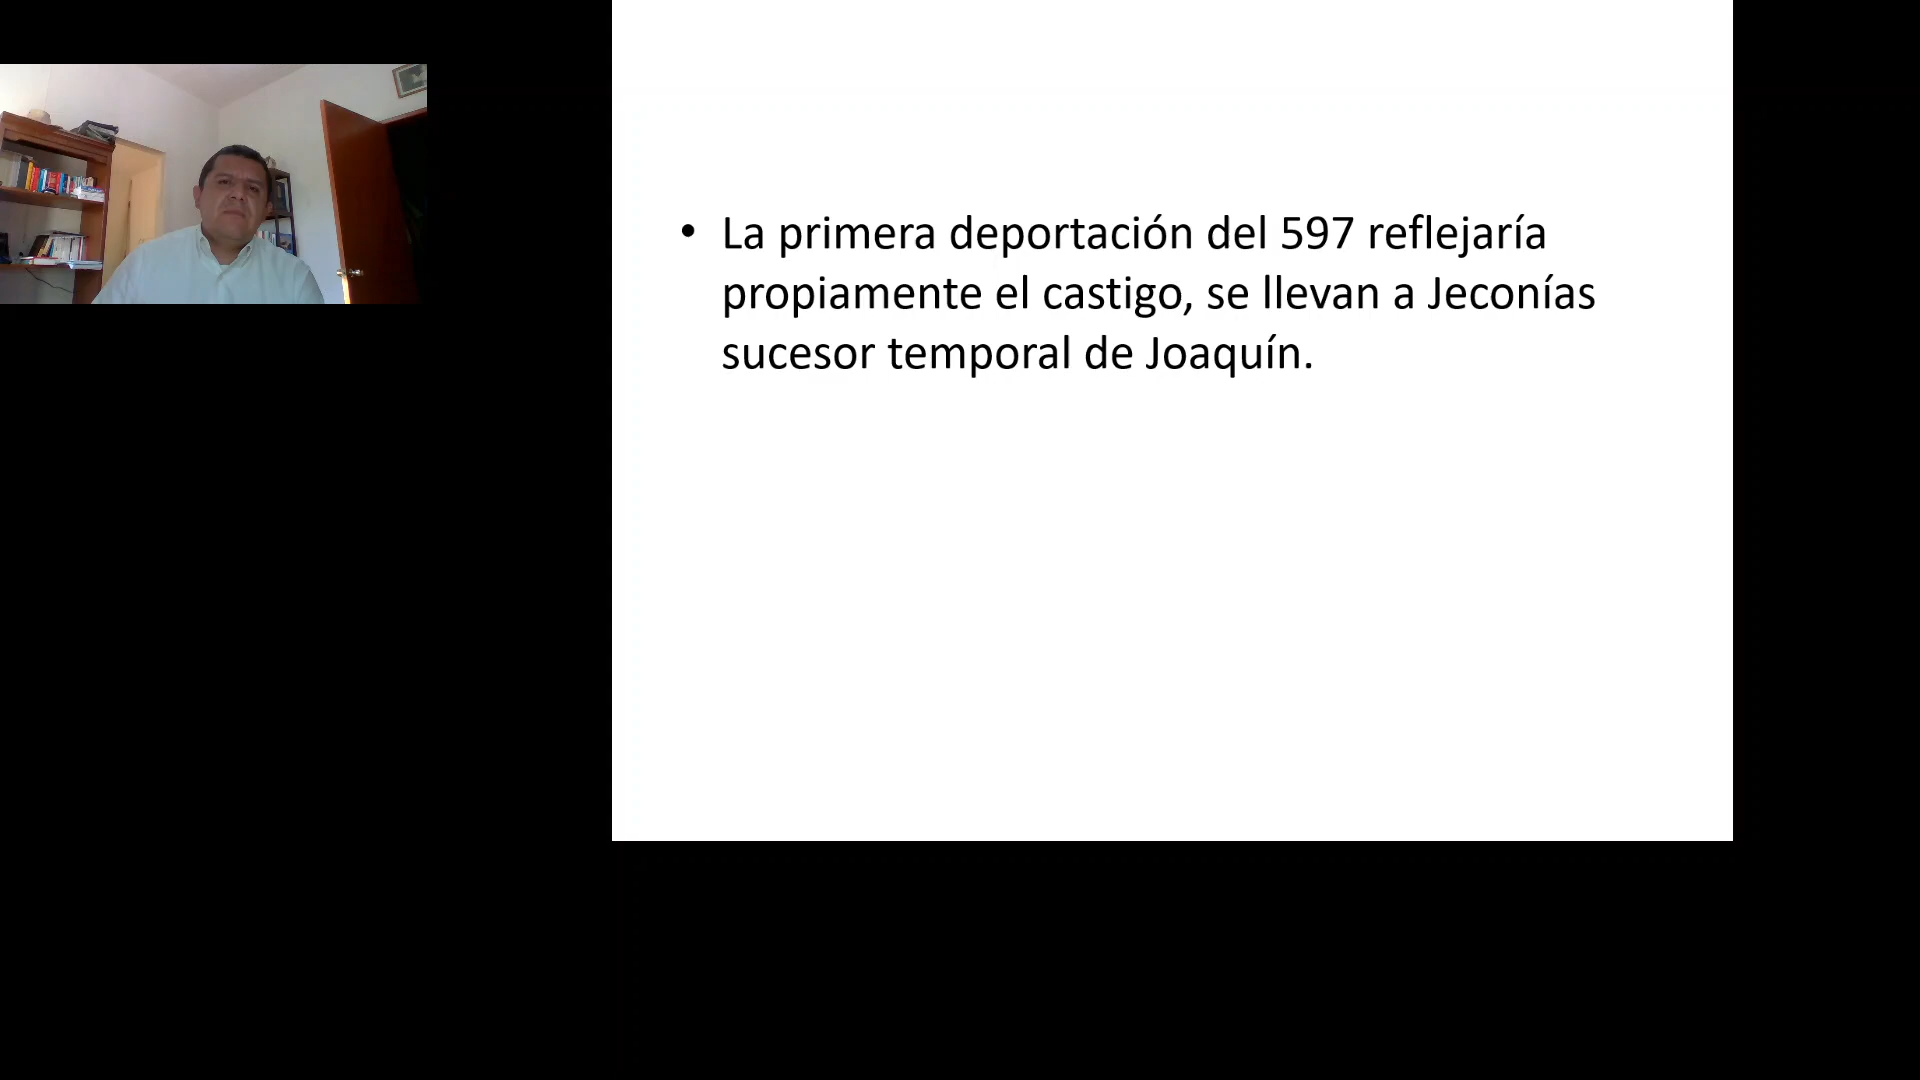 • La primera deportación del 597 reflejaría
propiamente el castigo, se llevan a Jeconías
sucesor temporal de Joaquín.